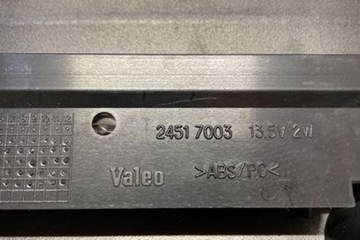 2451 7003 13.5V 2W
Valeo >ABS/PC<